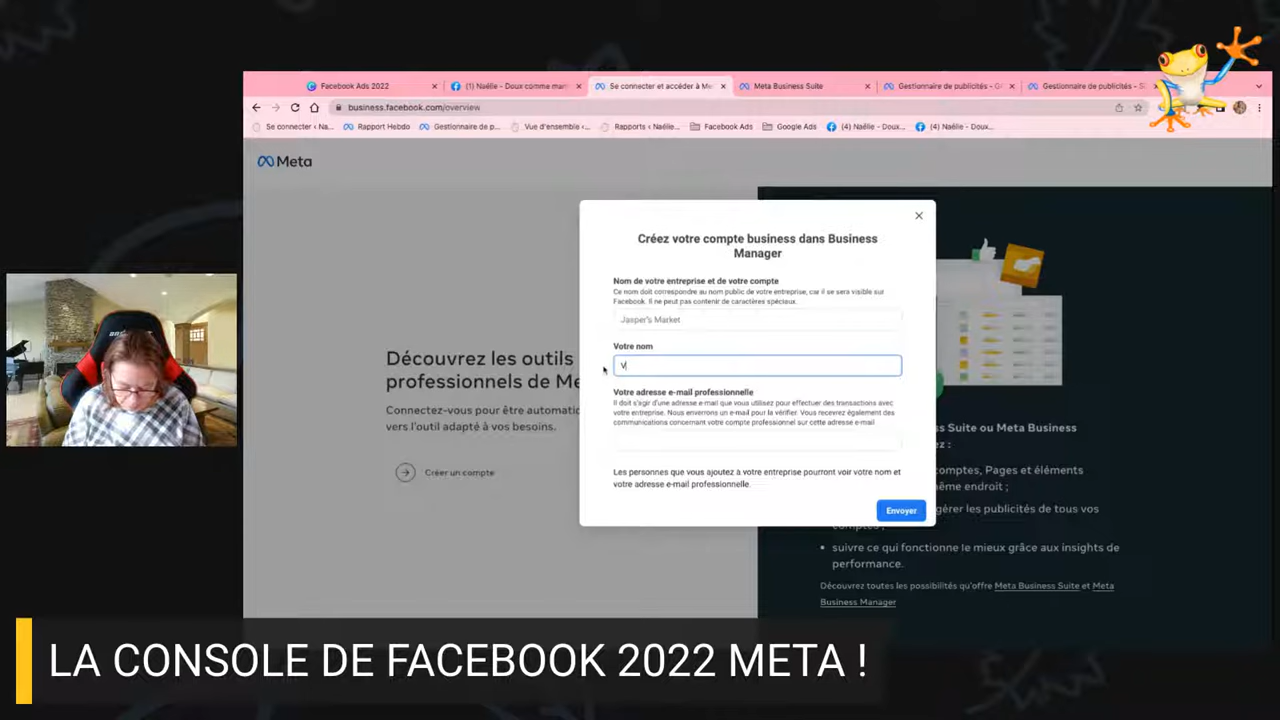 Facebook Ads 2022
(1) Naélie - Doux comme mam
Se connecter et accéder à Me
Meta Business Suite
Gestionnaire de publicités - G
Gestionnaire de publicités - S
business.facebook.com/overview
Se connecter ‹ Na...
Rapport Hebdo
Gestionnaire de p...
Vue d'ensemble ‹...
Rapports ‹ Naélie...
Facebook Ads
Google Ads
(4) Naélie - Doux...
(4) Naélie - Doux...
Meta
Créez votre compte business dans Business
Manager
Nom de votre entreprise et de votre compte
Ce nom doit correspondre au nom public de votre entreprise, car il se sera visible sur
Facebook. Il ne peut pas contenir de caractères spéciaux.
Jasper's Market
Votre nom
V
Votre adresse e-mail professionnelle
Il doit s'agir d'une adresse e-mail que vous utilisez pour effectuer des transactions avec
votre entreprise. Nous enverrons un e-mail pour la vérifier. Vous recevrez également des
communications concernant votre compte professionnel sur cette adresse e-mail
Les personnes que vous ajoutez à votre entreprise pourront voir votre nom et
votre adresse e-mail professionnelle.
Envoyer
Découvrez les outils
professionnels de Me
Connectez-vous pour être automati
vers l'outil adapté à vos besoins.
Créer un compte
ss Suite ou Meta Business
ez :
comptes, Pages et éléments
ême endroit ;
gérer les publicités de tous vos
comptes ;
suivre ce qui fonctionne le mieux grâce aux insights de
performance.
Découvrez toutes les possibilités qu'offre Meta Business Suite et Meta
Business Manager
LA CONSOLE DE FACEBOOK 2022 META !